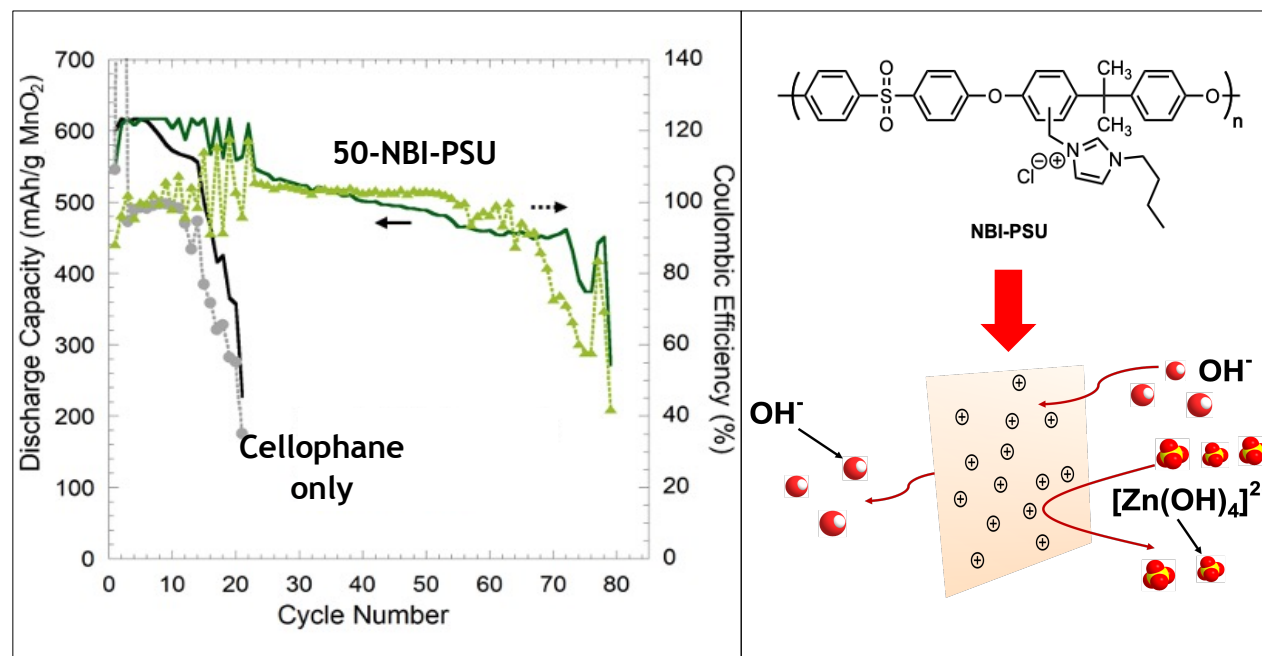 700
600
500
400
300
200
100
0
Discharge Capacity (mAh/g MnO₂)
0 10 20 30 40 50 60 70 80
Cycle Number
140
120
100
80
60
40
20
0
Coulombic Efficiency (%)
50-NBI-PSU
Cellophane
only
O
S
O
O
CH₃
CH₃
O
n
Cl⊖
⊕
N
N
NBI-PSU
+
OH⁻
OH⁻
[Zn(OH)₄]²